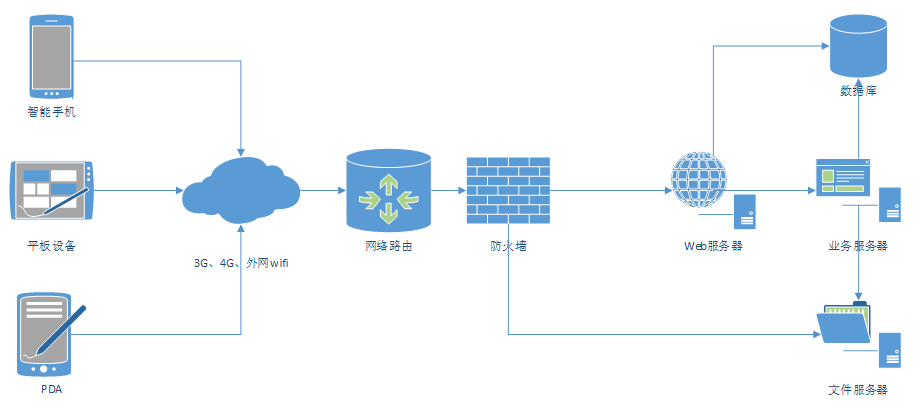 智能手机
数据库
平板设备
3G、4G、外网wifi
网络路由
防火墙
Web服务器
业务服务器
PDA
文件服务器